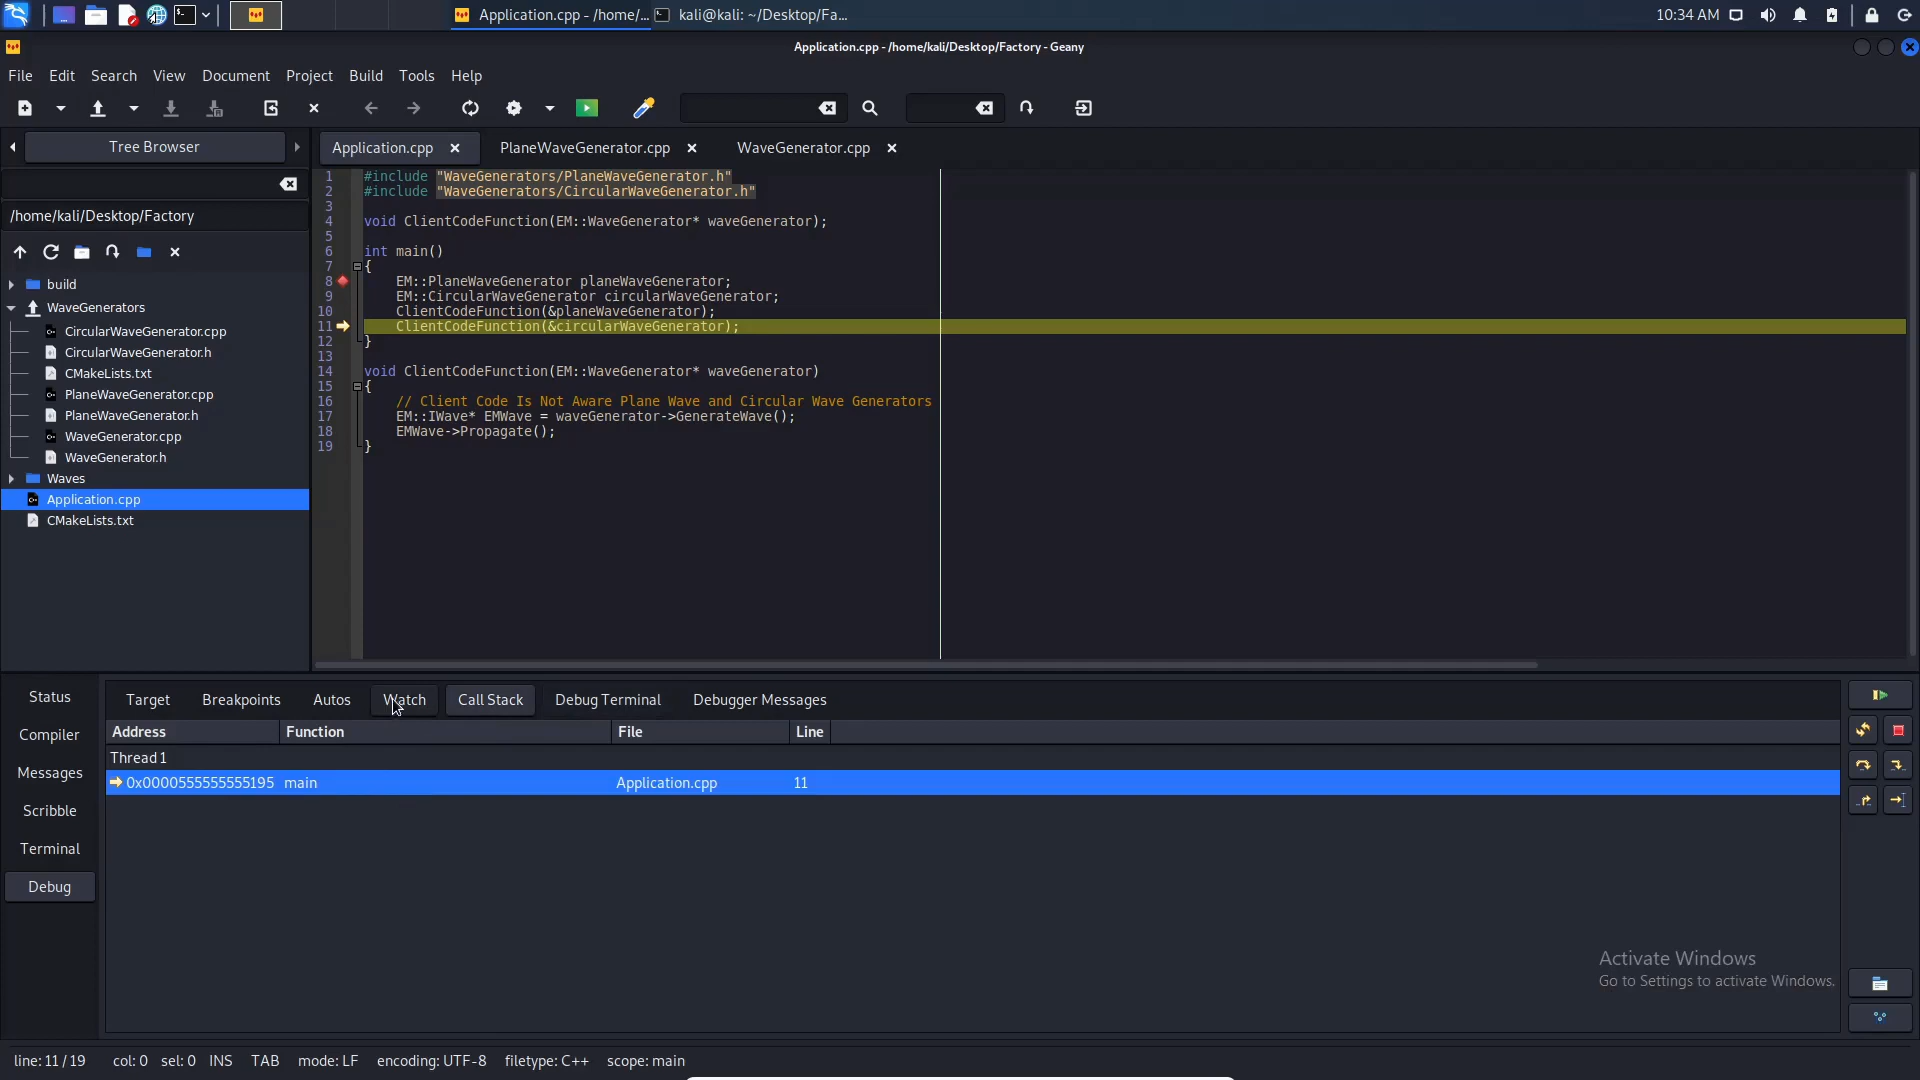 Application.cpp - /home/... kali@kali: ~/Desktop/Fa... 10:34 AM
Application.cpp - /home/kali/Desktop/Factory - Geany
File Edit Search View Document Project Build Tools Help
Tree Browser
Application.cpp PlaneWaveGenerator.cpp WaveGenerator.cpp
/home/kali/Desktop/Factory
build
WaveGenerators
CircularWaveGenerator.cpp
CircularWaveGenerator.h
CMakeLists.txt
PlaneWaveGenerator.cpp
PlaneWaveGenerator.h
WaveGenerator.cpp
WaveGenerator.h
Waves
Application.cpp
CMakeLists.txt
1 #include "WaveGenerators/PlaneWaveGenerator.h"
2 #include "WaveGenerators/CircularWaveGenerator.h"
3
4 void ClientCodeFunction(EM::WaveGenerator* waveGenerator);
5
6 int main()
7 {
8 EM::PlaneWaveGenerator planeWaveGenerator;
9 EM::CircularWaveGenerator circularWaveGenerator;
10 ClientCodeFunction(&planeWaveGenerator);
11 ClientCodeFunction(&circularWaveGenerator);
12 }
13
14 void ClientCodeFunction(EM::WaveGenerator* waveGenerator)
15 {
16 // Client Code Is Not Aware Plane Wave and Circular Wave Generators
17 EM::IWave* EMWave = waveGenerator->GenerateWave();
18 EMWave->Propagate();
19 }
Status
Compiler
Messages
Scribble
Terminal
Debug
Target Breakpoints Autos Watch Call Stack Debug Terminal Debugger Messages
Address Function File Line
Thread 1
0x0000555555555195 main Application.cpp 11
Activate Windows
Go to Settings to activate Windows.
line: 11 / 19 col: 0 sel: 0 INS TAB mode: LF encoding: UTF-8 filetype: C++ scope: main